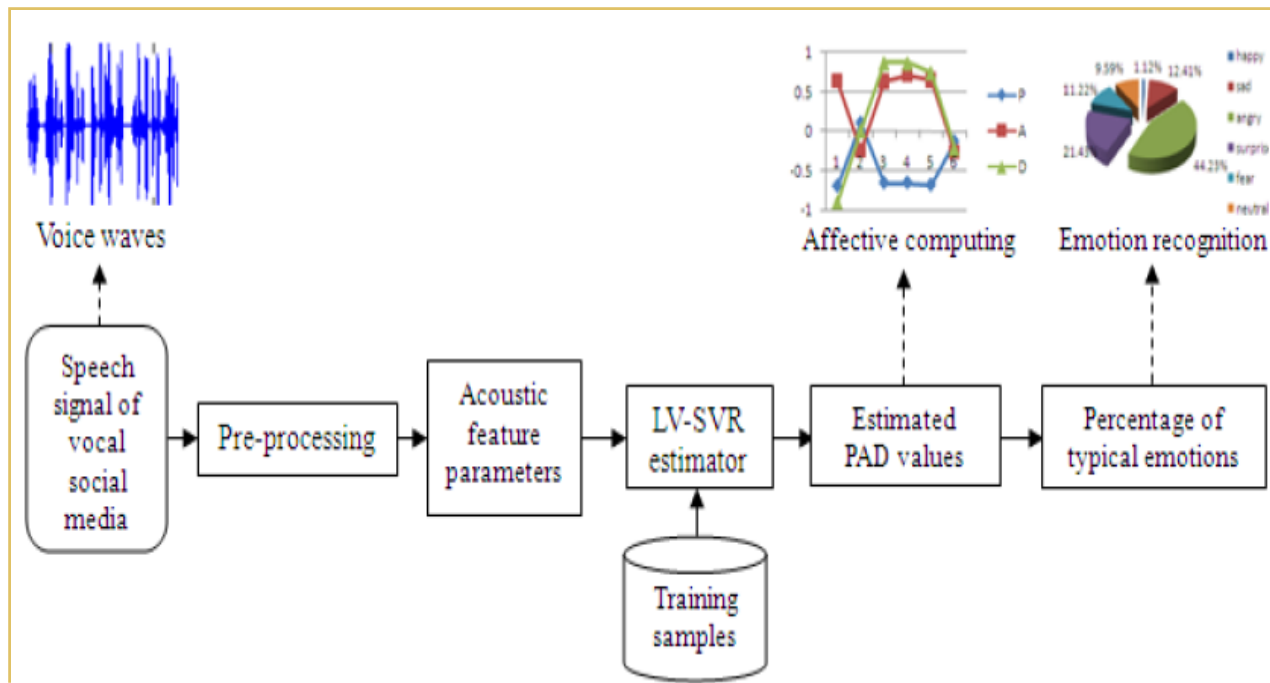 1
0.5
0
-0.5
-1
1 2 3 4 5 6
P
A
D
9.59% 1.12% 12.41%
11.22%
21.43%
44.23%
happy
sad
angry
surprise
fear
neutral
Voice waves
Affective computing
Emotion recognition
Speech
signal of
vocal
social
media
Pre-processing
Acoustic
feature
parameters
LV-SVR
estimator
Estimated
PAD values
Percentage of
typical emotions
Training
samples